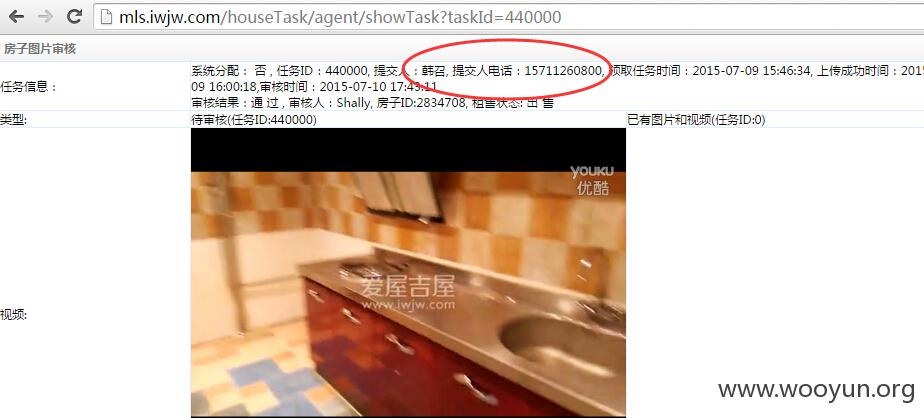 mls.iwjw.com/houseTask/agent/showTask?taskId=440000
房子图片审核
任务信息：
系统分配： 否 , 任务ID：440000, 提交人：韩召, 提交人电话：15711260800, 领取任务时间：2015-07-09 15:46:34, 上传成功时间：2015-07-
09 16:00:18,审核时间：2015-07-10 17:43:11
审核结果：通 过 , 审核人：Shally, 房子ID:2834708, 租售状态: 出 售
类型:
待审核(任务ID:440000)
已有图片和视频(任务ID:0)
视频:
YOUKU
优酷
爱屋吉屋
www.iwjw.com
www.wooyun.org